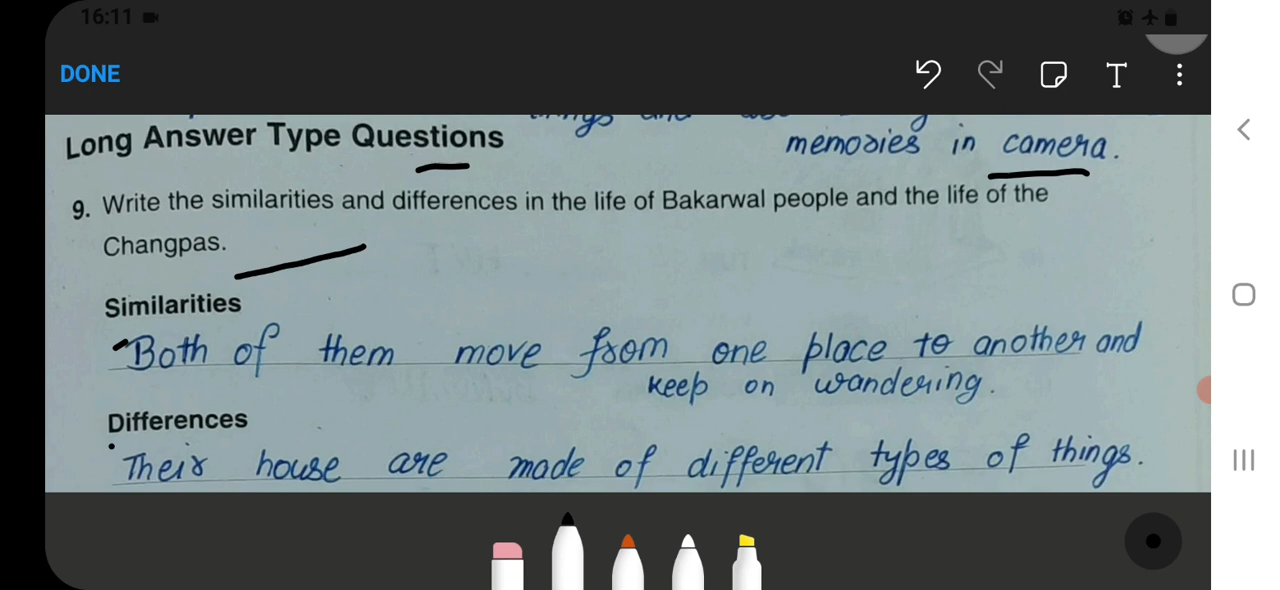 16:11
DONE
T
memories in camera.
Long Answer Type Questions
9. Write the similarities and differences in the life of Bakarwal people and the life of the
Changpas.
Similarities
Both of them move from one place to another and
keep on wandering.
Differences
Their house are made of different types of things.